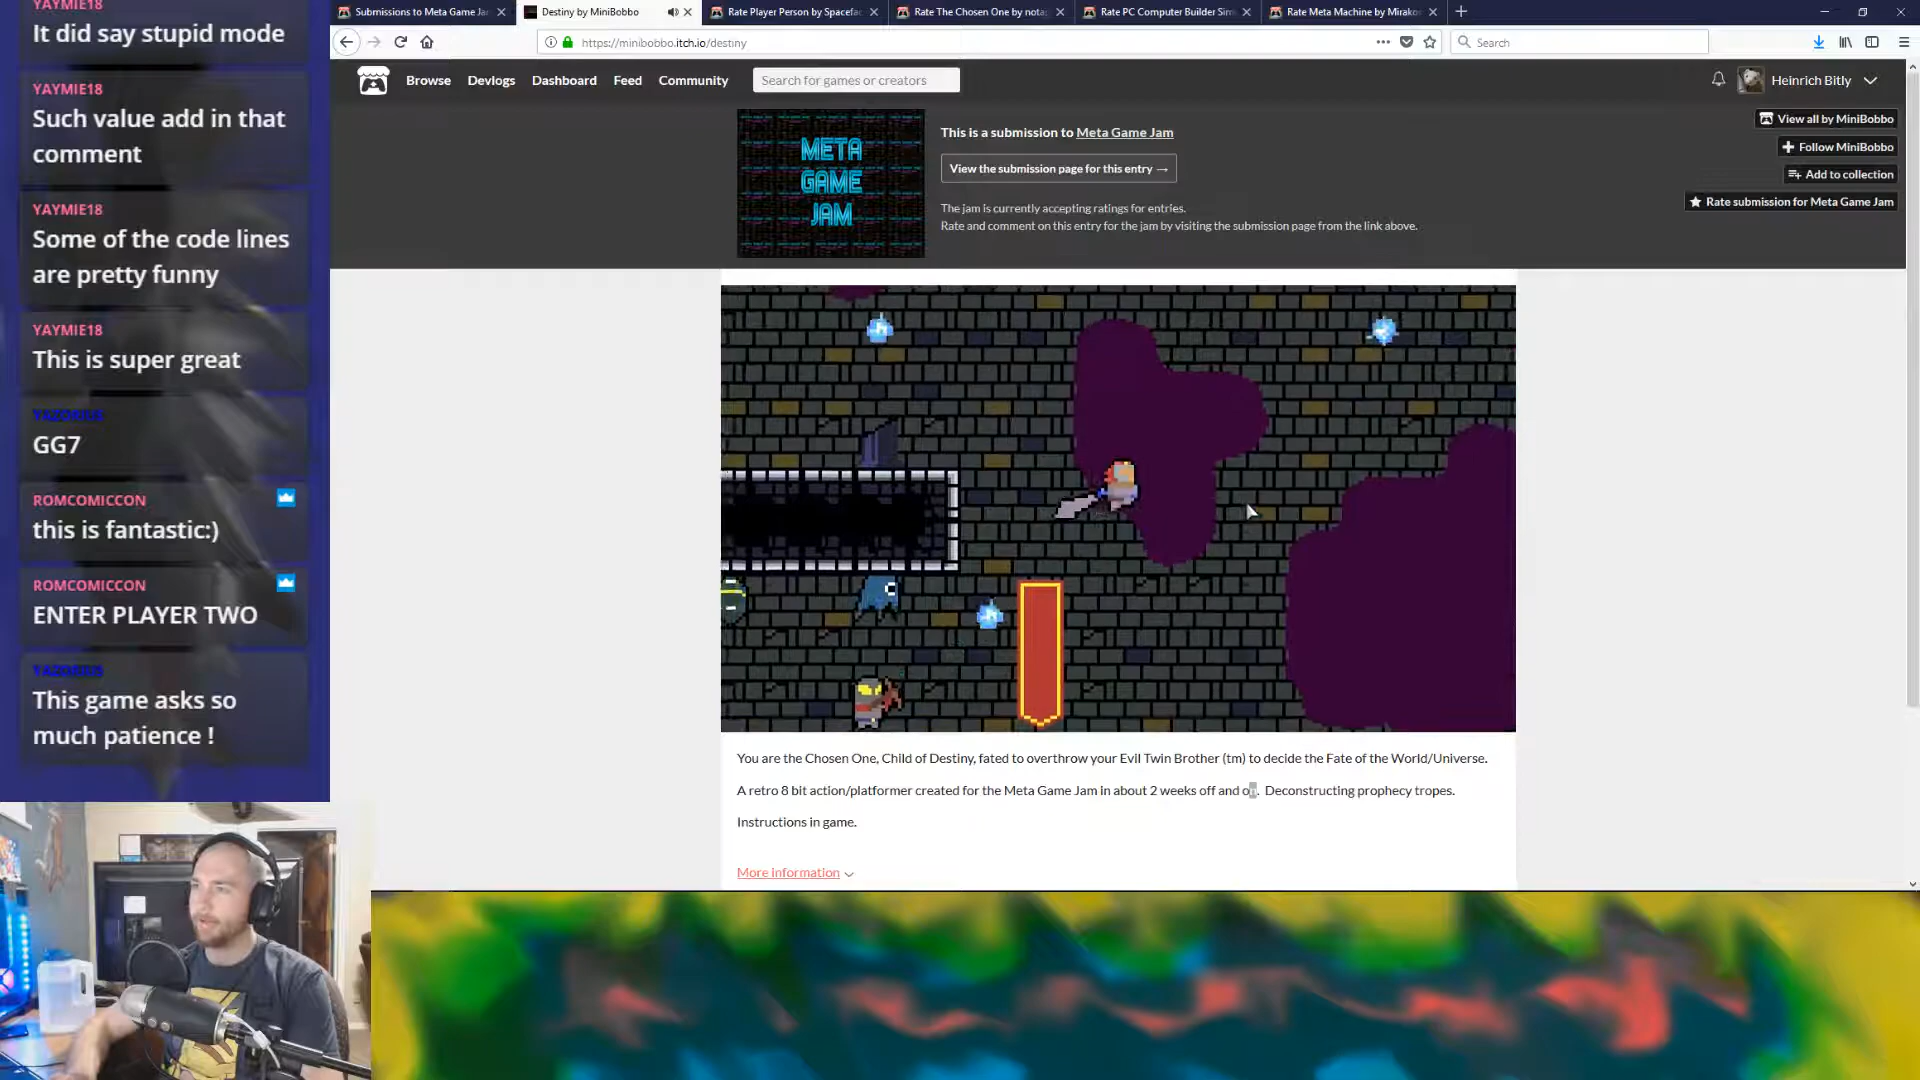 YAYMIE18
It did say stupid mode
YAYMIE18
Such value add in that
comment
YAYMIE18
Some of the code lines
are pretty funny
YAYMIE18
This is super great
GG7
ROMCOMICCON
this is fantastic:)
ROMCOMICCON
ENTER PLAYER TWO
This game asks so
much patience !
Submissions to Meta Game Ja
Destiny by MiniBobbo
Rate Player Person by Spacefac
Rate The Chosen One by nota
Rate PC Computer Builder Sim
Rate Meta Machine by Mirako
https://minibobbo.itch.io/destiny
Search
Browse
Devlogs
Dashboard
Feed
Community
Search for games or creators
Heinrich Bitly
META
GAME
JAM
This is a submission to Meta Game Jam
View the submission page for this entry →
The jam is currently accepting ratings for entries.
Rate and comment on this entry for the jam by visiting the submission page from the link above.
View all by MiniBobbo
Follow MiniBobbo
Add to collection
Rate submission for Meta Game Jam
You are the Chosen One, Child of Destiny, fated to overthrow your Evil Twin Brother (tm) to decide the Fate of the World/Universe.
A retro 8 bit action/platformer created for the Meta Game Jam in about 2 weeks off and on. Deconstructing prophecy tropes.
Instructions in game.
More information